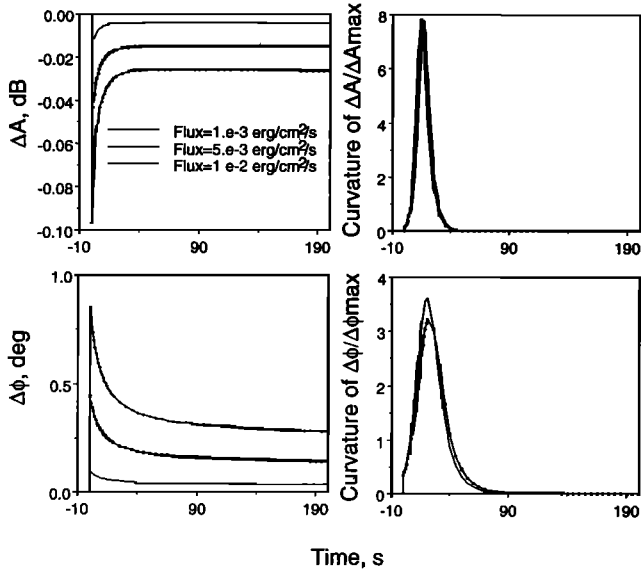 0.00
-0.02
-0.04
-0.06
-0.08
-0.10
ΔA, dB
Flux=1.e-3 erg/cm²/s
Flux=5.e-3 erg/cm²/s
Flux=1 e-2 erg/cm²/s
-10 90 190
8
6
4
2
0
Curvature of ΔA/ΔAmax
-10 90 190
1.0
0.5
0.0
Δϕ, deg
-10 90 190
4
3
2
1
0
Curvature of Δϕ/Δϕmax
-10 90 190
Time, s